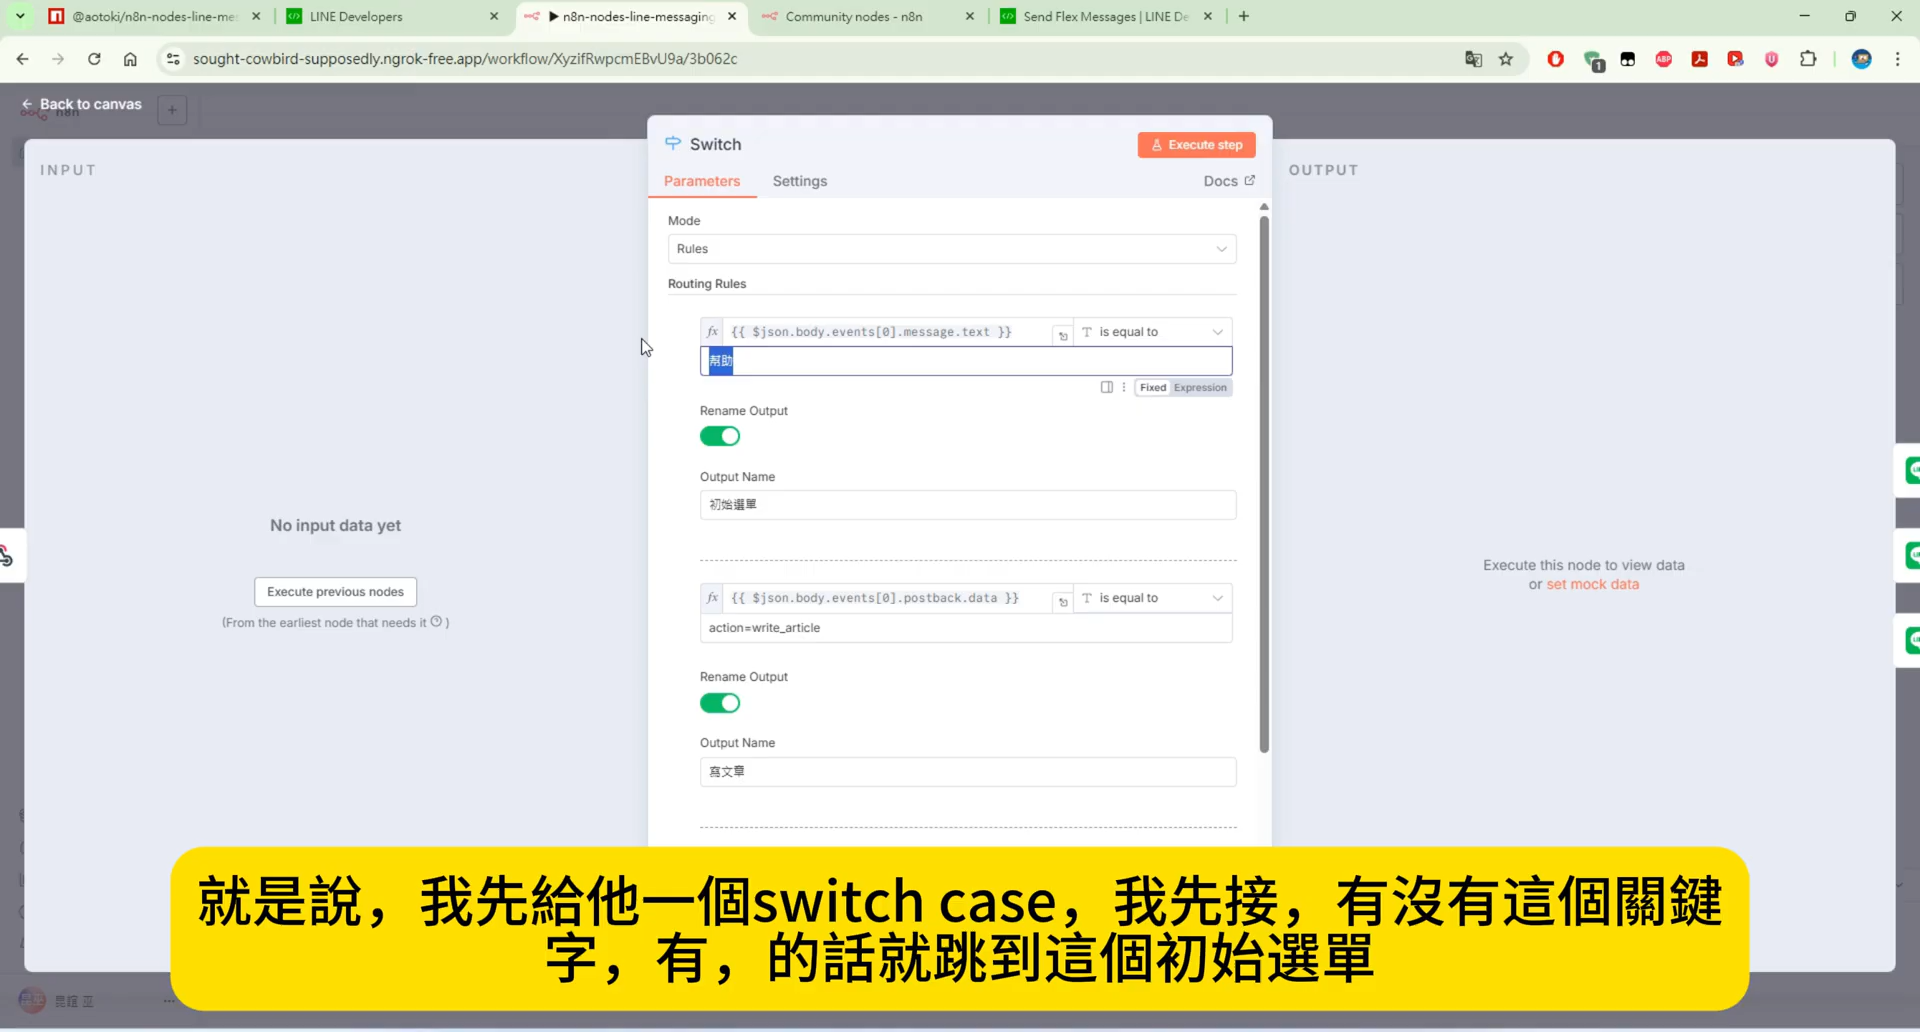 @aotoki/n8n-nodes-line-me
LINE Developers
▶ n8n-nodes-line-messaging
Community nodes - n8n
Send Flex Messages | LINE De
sought-cowbird-supposedly.ngrok-free.app/workflow/XyzifRwpcmEBvU9a/3b062c
1
ABP
Back to canvas
n8n
INPUT
Switch
Execute step
OUTPUT
Parameters
Settings
Docs
Mode
Rules
Routing Rules
fx {{ $json.body.events[0].message.text }}
T is equal to
幫助
Fixed Expression
Rename Output
Output Name
初始選單
No input data yet
Execute previous nodes
(From the earliest node that needs it ?)
Execute this node to view data
or set mock data
fx {{ $json.body.events[0].postback.data }}
T is equal to
action=write_article
Rename Output
Output Name
寫文章
就是說，我先給他一個switch case，我先接，有沒有這個關鍵
字，有，的話就跳到這個初始選單